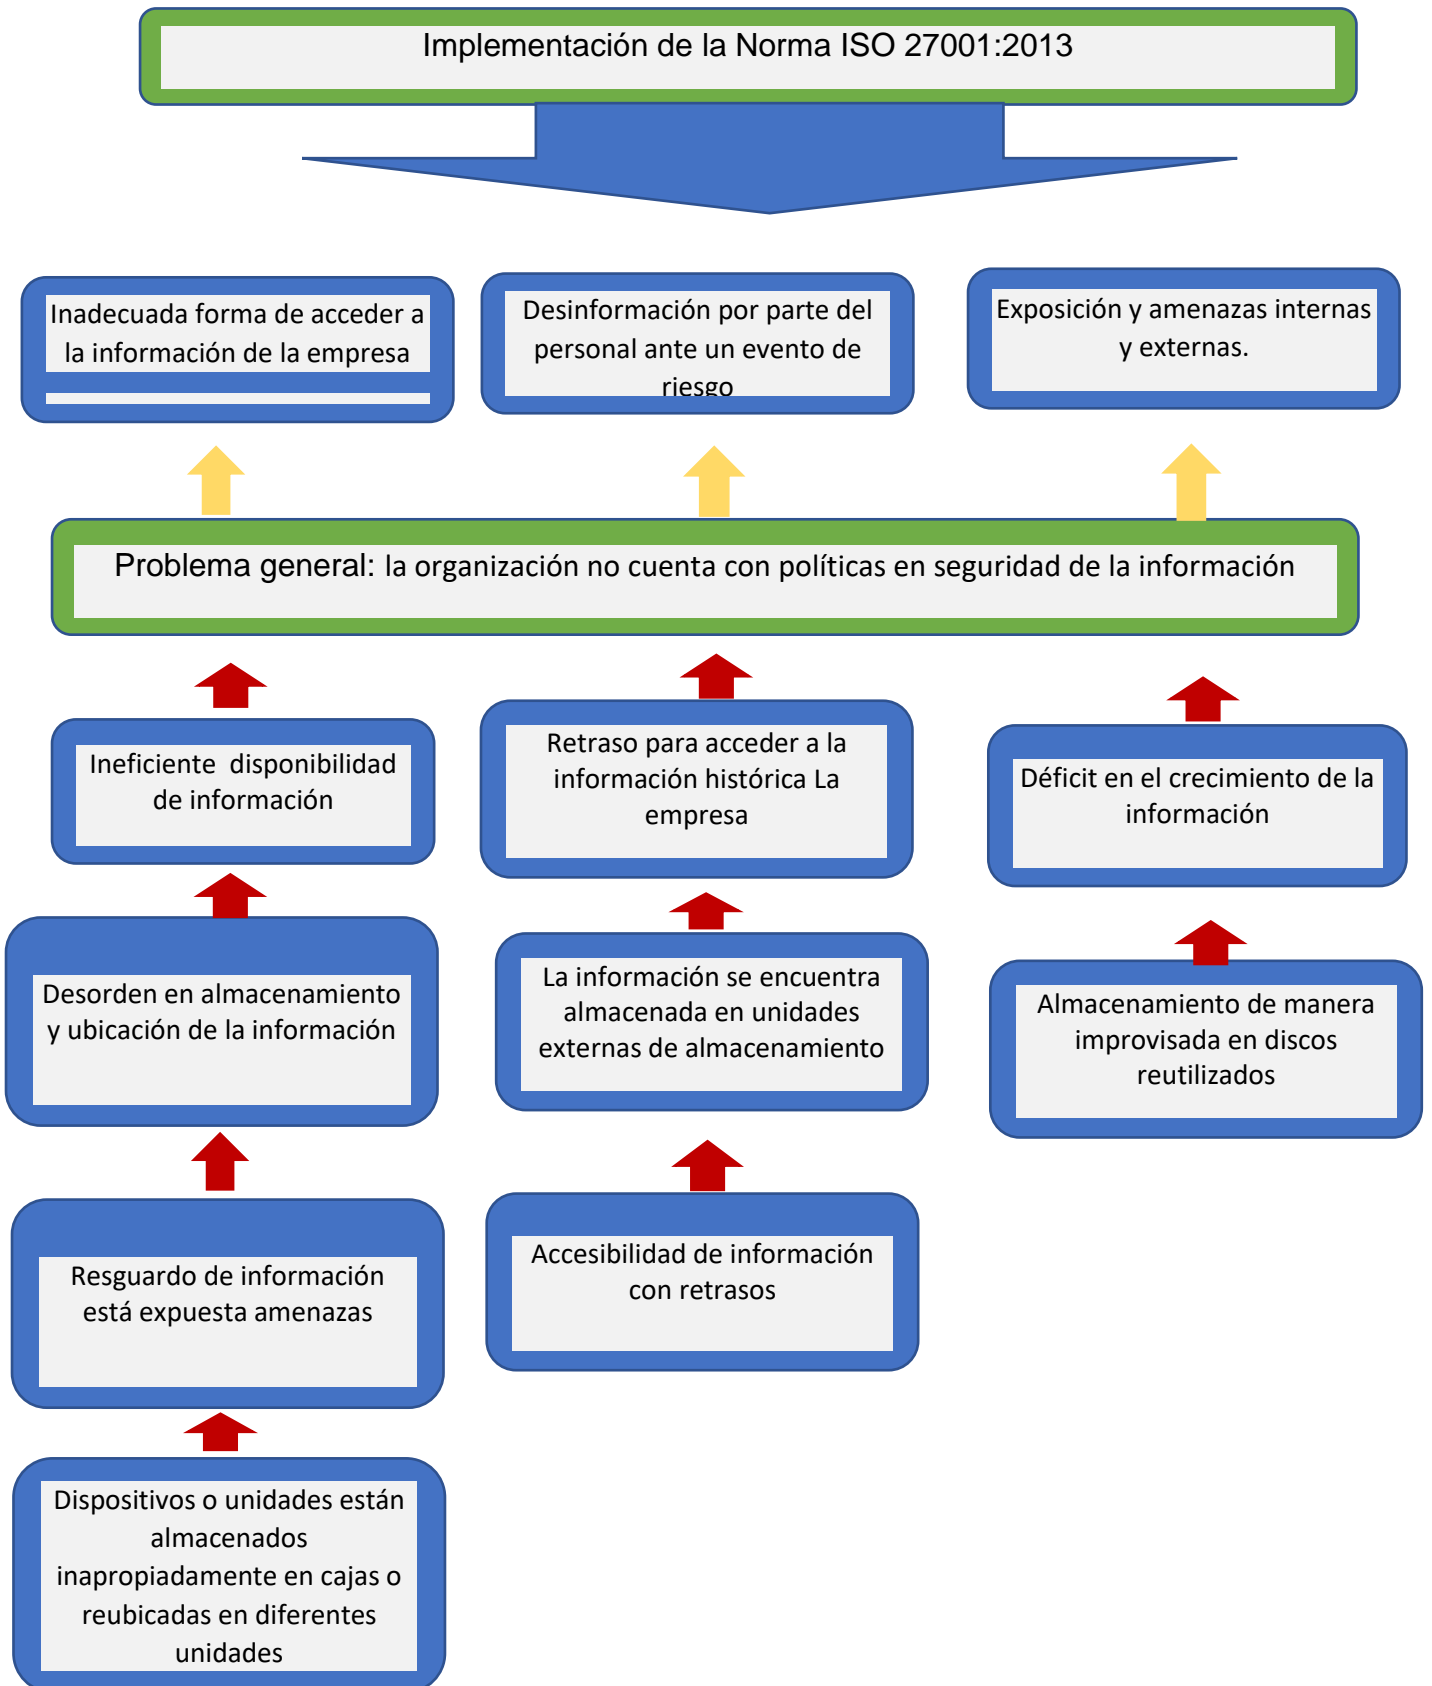 Implementación de la Norma ISO 27001:2013
Inadecuada forma de acceder a
la información de la empresa
Desinformación por parte del
personal ante un evento de
riesgo
Exposición y amenazas internas
y externas.
Problema general: la organización no cuenta con políticas en seguridad de la información
Ineficiente  disponibilidad
de información
Retraso para acceder a la
información histórica La
empresa
Déficit en el crecimiento de la
información
Desorden en almacenamiento
y ubicación de la información
La información se encuentra
almacenada en unidades
externas de almacenamiento
Almacenamiento de manera
improvisada en discos
reutilizados
Resguardo de información
está expuesta amenazas
Accesibilidad de información
con retrasos
Dispositivos o unidades están
almacenados
inapropiadamente en cajas o
reubicadas en diferentes
unidades